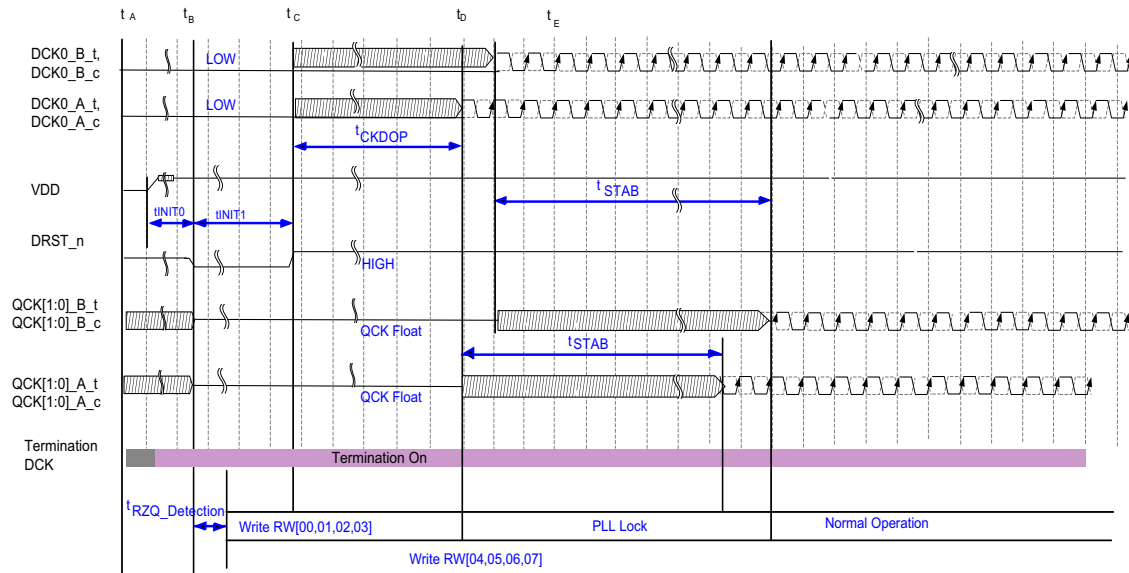 t A t B t C tD t E
DCK0_B_t,
DCK0_B_c
LOW
DCK0_A_t,
DCK0_A_c
LOW
tCKDOP
VDD
t STAB
tINIT0 tINIT1
DRST_n
HIGH
QCK[1:0]_B_t
QCK[1:0]_B_c
QCK Float
tSTAB
QCK[1:0]_A_t
QCK[1:0]_A_c
QCK Float
Termination
DCK
Termination On
tRZQ_Detection
Write RW[00,01,02,03]
PLL Lock
Normal Operation
Write RW[04,05,06,07]